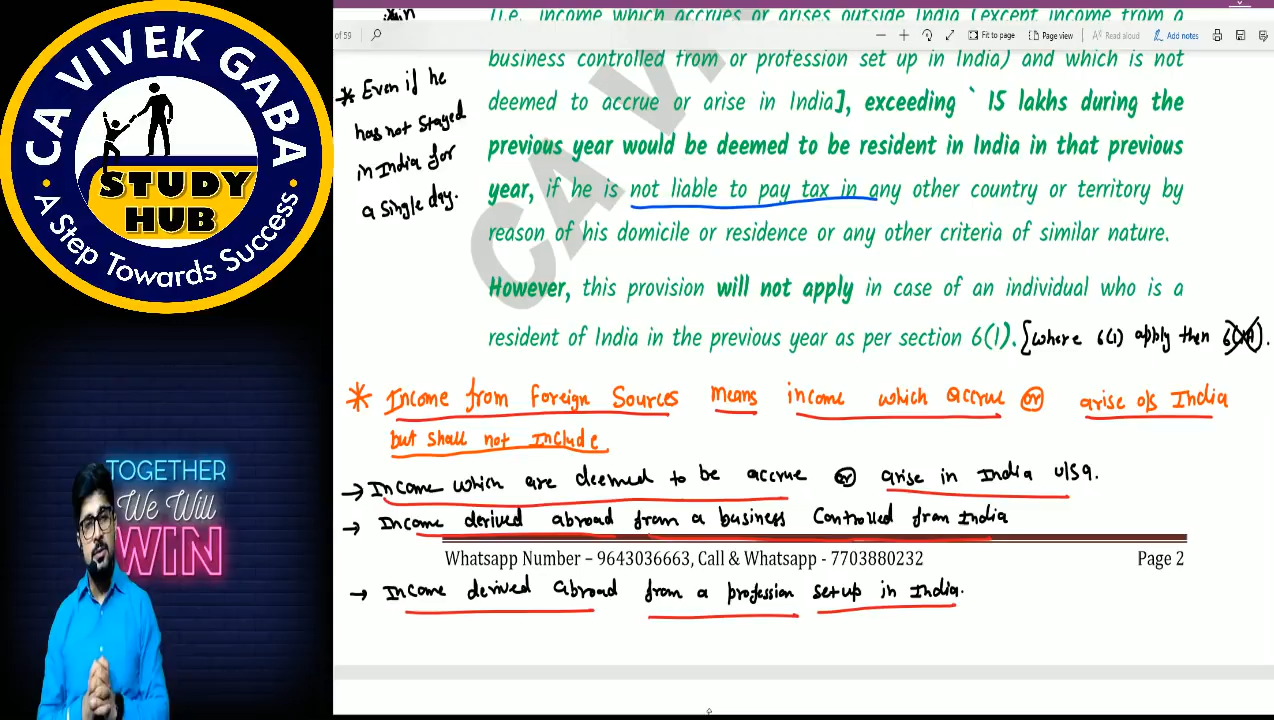 CA VIVEK GABA
STUDY
HUB
A Step Towards Success
TOGETHER
We Will
WIN
(i.e. income which accrues or arises outside India (except income from a
of 59
Fit to page
Page view
Read aloud
Add notes
business controlled from or profession set up in India) and which is not
deemed to accrue or arise in India], exceeding ` 15 lakhs during the
previous year would be deemed to be resident in India in that previous
year, if he is not liable to pay tax in any other country or territory by
reason of his domicile or residence or any other criteria of similar nature.
* Even if he
has not stayed
in India for
a single day.
However, this provision will not apply in case of an individual who is a
resident of India in the previous year as per section 6(1). [where 6(1) apply then
* Income from Foreign Sources means income which accrue or arise o/s India
but shall not include
→ Income which are deemed to be accrue or arise in India u/s 9.
→ Income derived abroad from a business controlled from India
Whatsapp Number – 9643036663, Call & Whatsapp - 7703880232 Page 2
→ Income derived abroad from a profession setup in India.
CA V